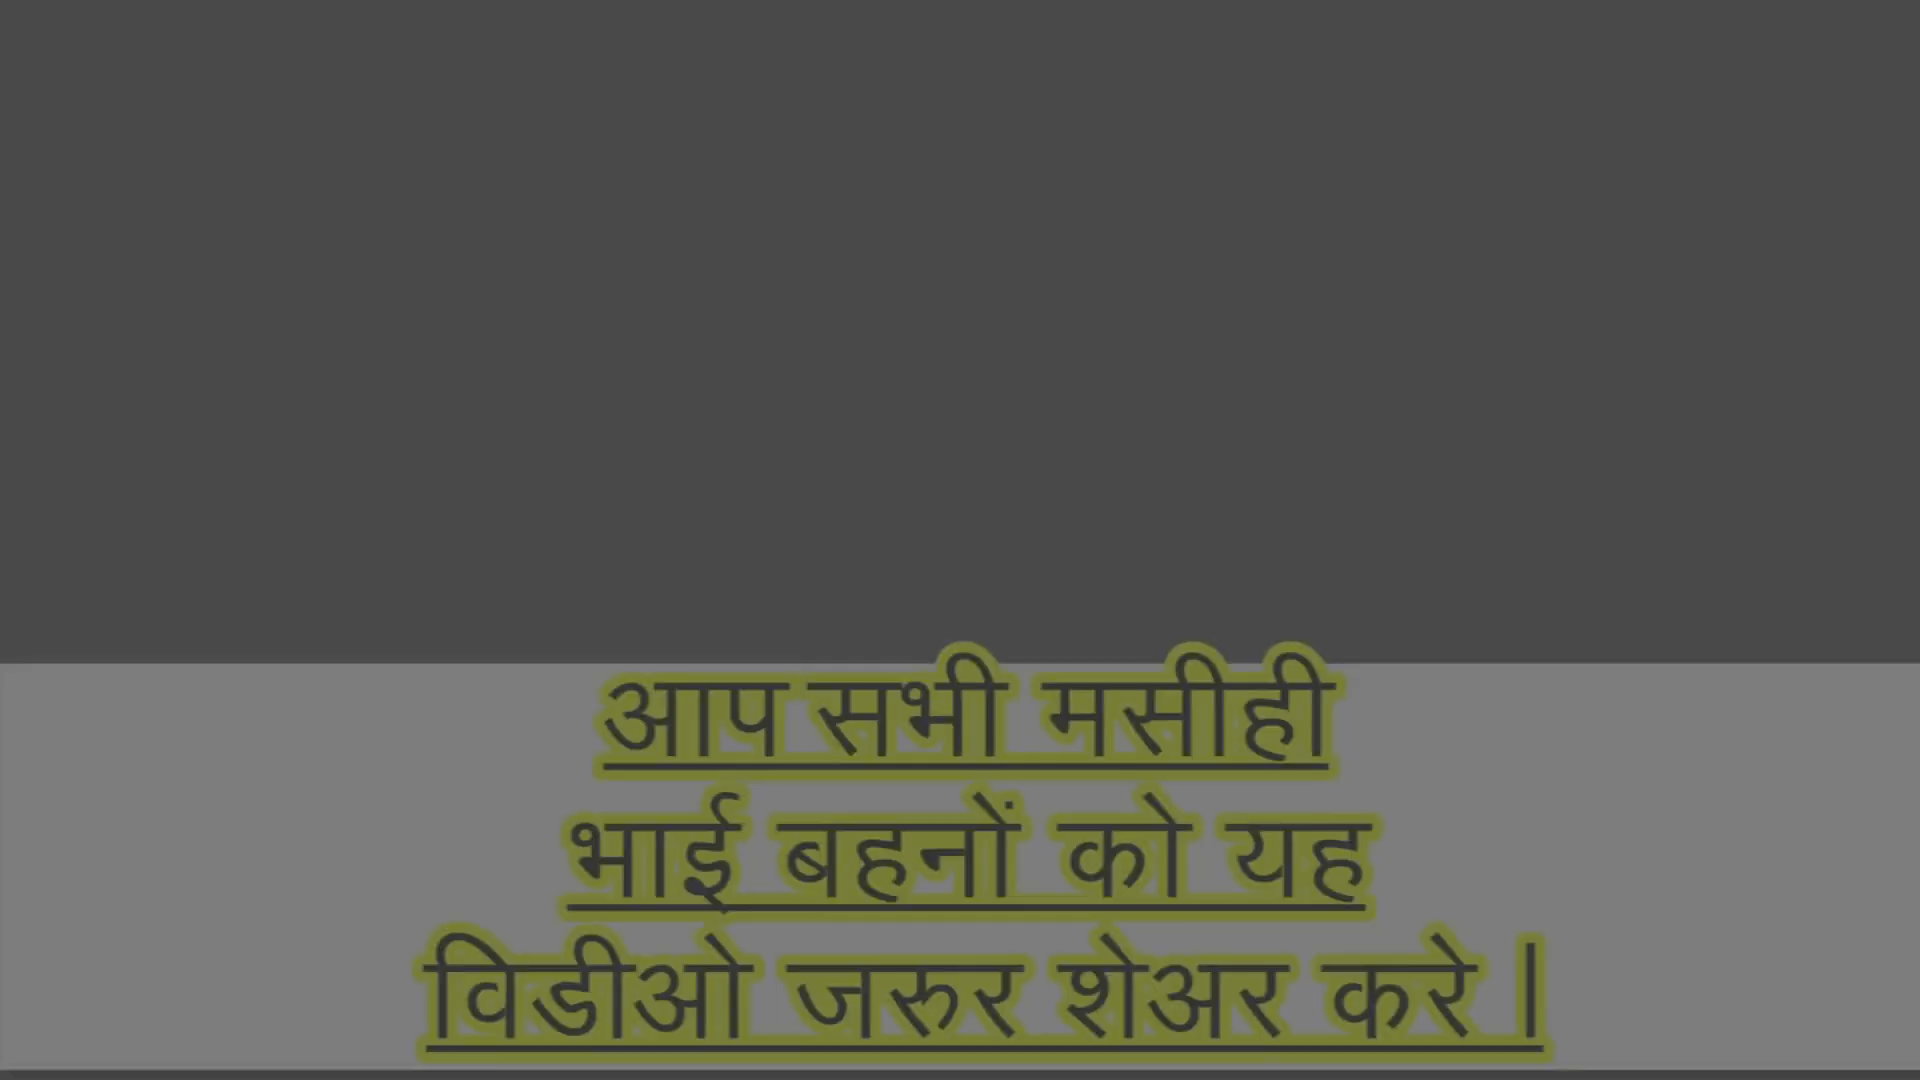 आप सभी मसीही
भाई बहनों को यह
विडीओ जरुर शेअर करे |